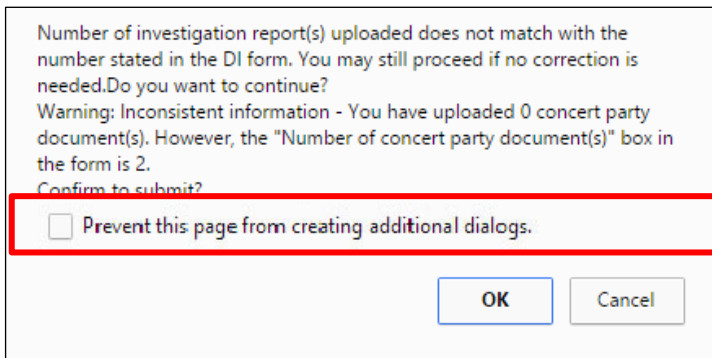 Number of investigation report(s) uploaded does not match with the
number stated in the DI form. You may still proceed if no correction is
needed.Do you want to continue?
Warning: Inconsistent information - You have uploaded 0 concert party
document(s). However, the "Number of concert party document(s)" box in
the form is 2.
Confirm to submit?
Prevent this page from creating additional dialogs.
OK Cancel